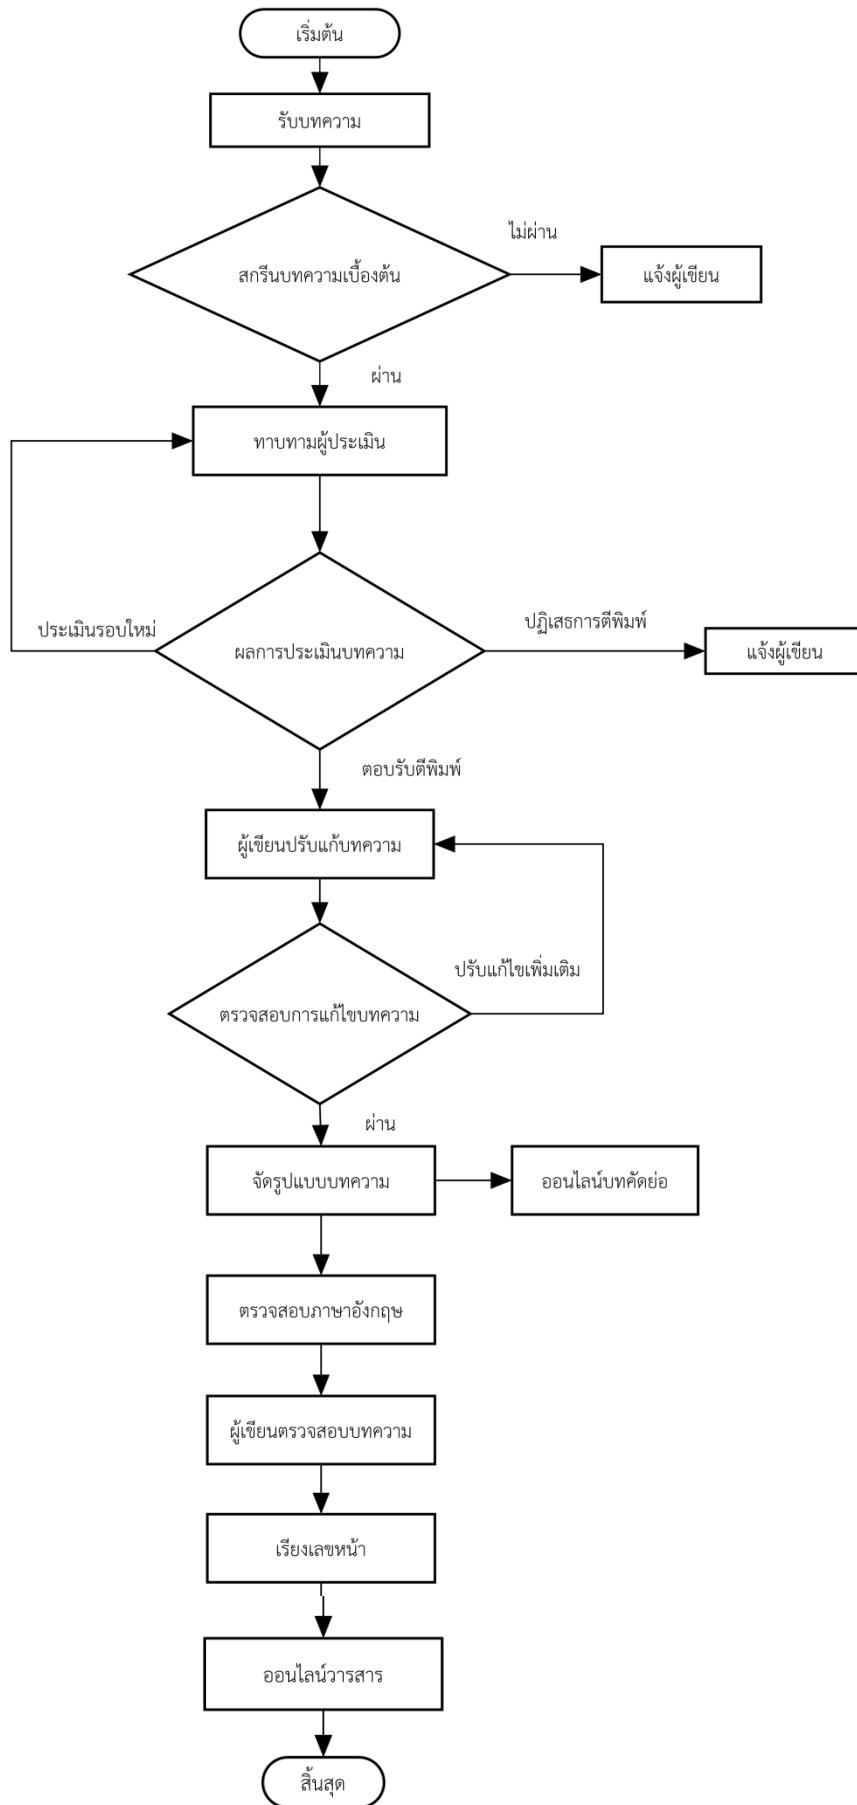 เริ่มต้น
รับบทความ
สกรีนบทความเบื้องต้น
ไม่ผ่าน
แจ้งผู้เขียน
ผ่าน
ทาบทามผู้ประเมิน
ประเมินรอบใหม่
ผลการประเมินบทความ
ปฏิเสธการตีพิมพ์
แจ้งผู้เขียน
ตอบรับตีพิมพ์
ผู้เขียนปรับแก้บทความ
ปรับแก้ไขเพิ่มเติม
ตรวจสอบการแก้ไขบทความ
ผ่าน
จัดรูปแบบบทความ
ออนไลน์บทคัดย่อ
ตรวจสอบภาษาอังกฤษ
ผู้เขียนตรวจสอบบทความ
เรียงเลขหน้า
ออนไลน์วารสาร
สิ้นสุด